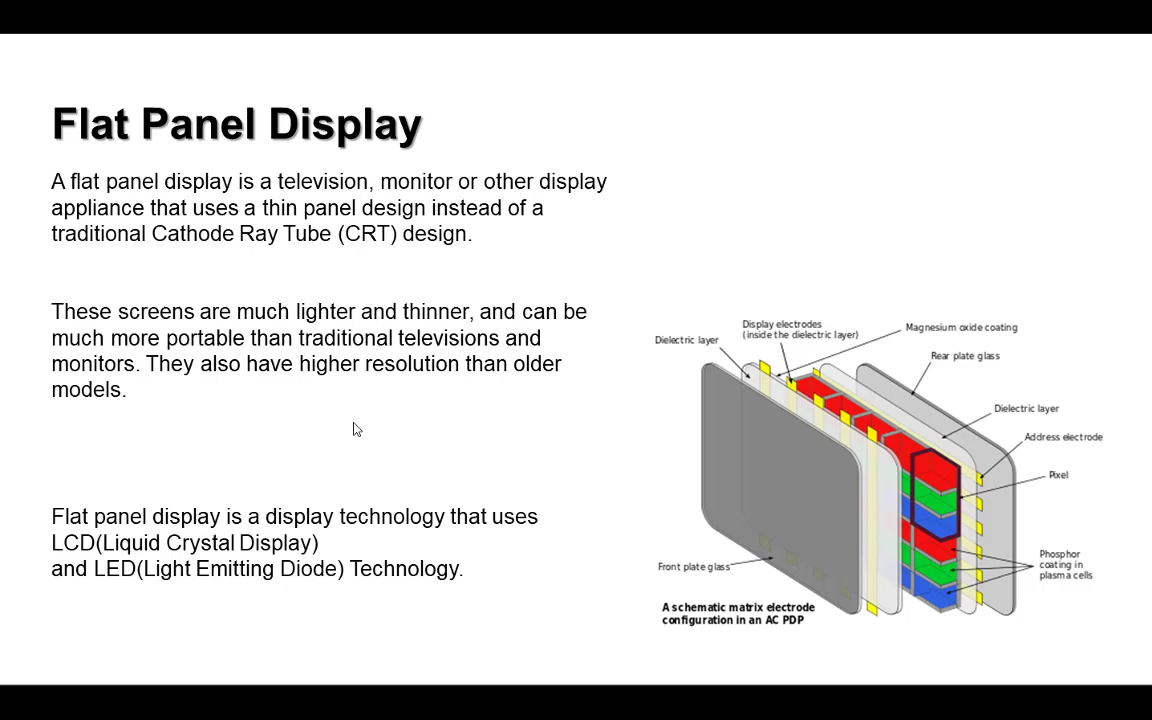 Flat Panel Display
A flat panel display is a television, monitor or other display
appliance that uses a thin panel design instead of a
traditional Cathode Ray Tube (CRT) design.
These screens are much lighter and thinner, and can be
much more portable than traditional televisions and
monitors. They also have higher resolution than older
models.
Flat panel display is a display technology that uses
LCD(Liquid Crystal Display)
and LED(Light Emitting Diode) Technology.
Display electrodes
(inside the dielectric layer)
Magnesium oxide coating
Dielectric layer
Rear plate glass
Dielectric layer
Address electrode
Pixel
Phosphor
coating in
plasma cells
Front plate glass
A schematic matrix electrode
configuration in an AC PDP